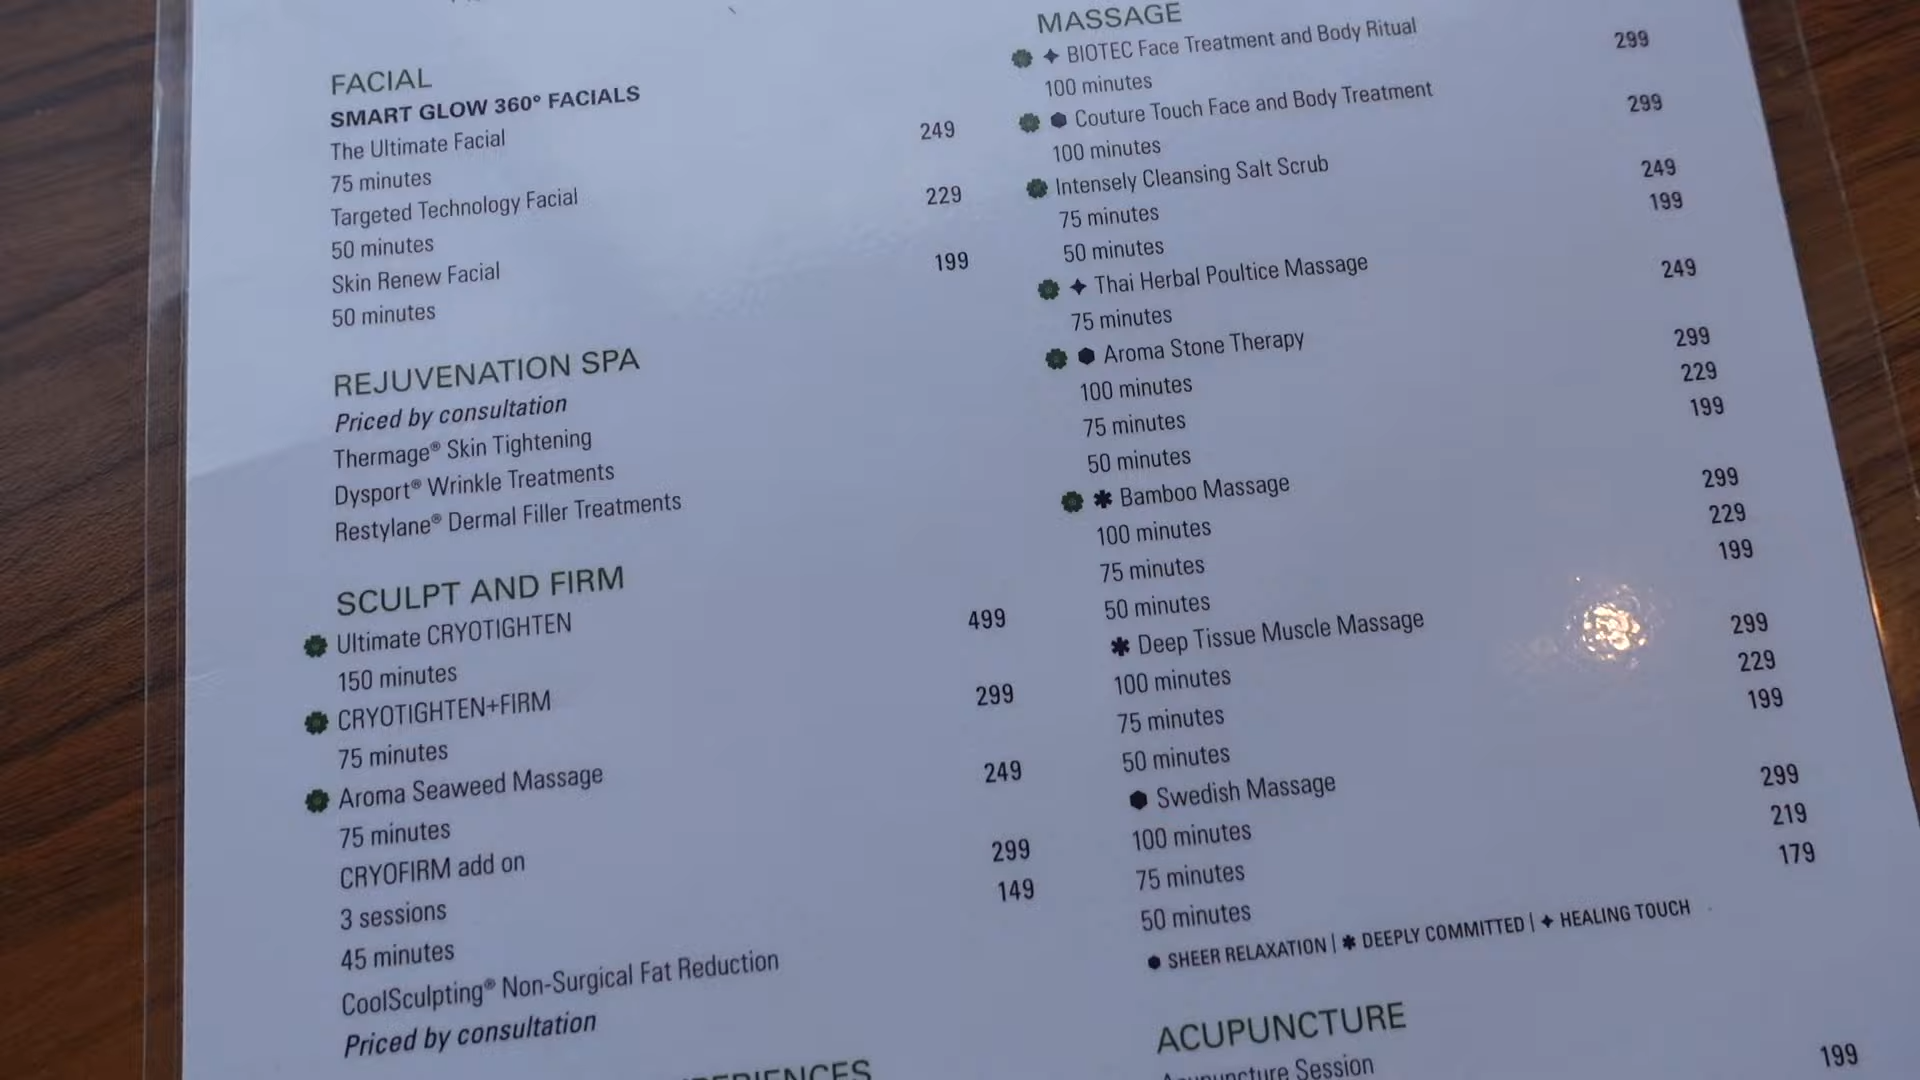 FACIAL
SMART GLOW 360° FACIALS
The Ultimate Facial 249
75 minutes
Targeted Technology Facial 229
50 minutes
Skin Renew Facial 199
50 minutes
REJUVENATION SPA
Priced by consultation
Thermage® Skin Tightening
Dysport® Wrinkle Treatments
Restylane® Dermal Filler Treatments
SCULPT AND FIRM
Ultimate CRYOTIGHTEN 499
150 minutes
CRYOTIGHTEN+FIRM 299
75 minutes
Aroma Seaweed Massage 249
75 minutes
CRYOFIRM add on
3 sessions 299
45 minutes 149
CoolSculpting® Non-Surgical Fat Reduction
Priced by consultation
MASSAGE
✦ BIOTEC Face Treatment and Body Ritual
100 minutes 299
⬢ Couture Touch Face and Body Treatment
100 minutes 299
Intensely Cleansing Salt Scrub
75 minutes 249
50 minutes 199
✦ Thai Herbal Poultice Massage
75 minutes 249
⬢ Aroma Stone Therapy
100 minutes 299
75 minutes 229
50 minutes 199
✱ Bamboo Massage
100 minutes 299
75 minutes 229
50 minutes 199
✱ Deep Tissue Muscle Massage
100 minutes 299
75 minutes 229
50 minutes 199
⬢ Swedish Massage
100 minutes 299
75 minutes 219
50 minutes 179
⬢ SHEER RELAXATION | ✱ DEEPLY COMMITTED | ✦ HEALING TOUCH
ACUPUNCTURE
Acupuncture Session 199